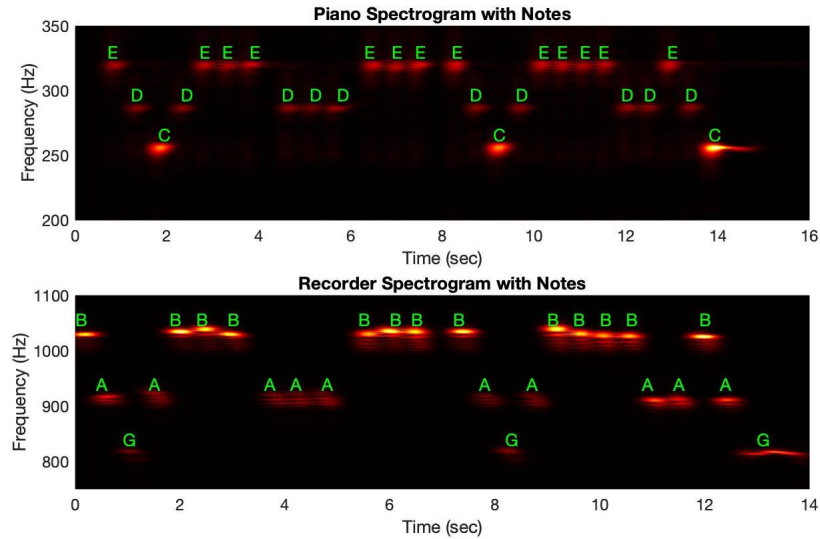 Piano Spectrogram with Notes
350
300
250
200
Frequency (Hz)
E E E E E E E E E E E E E
D D D D D D D D D D
C C C
0 2 4 6 8 10 12 14 16
Time (sec)
Recorder Spectrogram with Notes
1100
1000
900
800
Frequency (Hz)
B B B B B B B B B B B B B
A A A A A A A A A A
G G G
0 2 4 6 8 10 12 14
Time (sec)